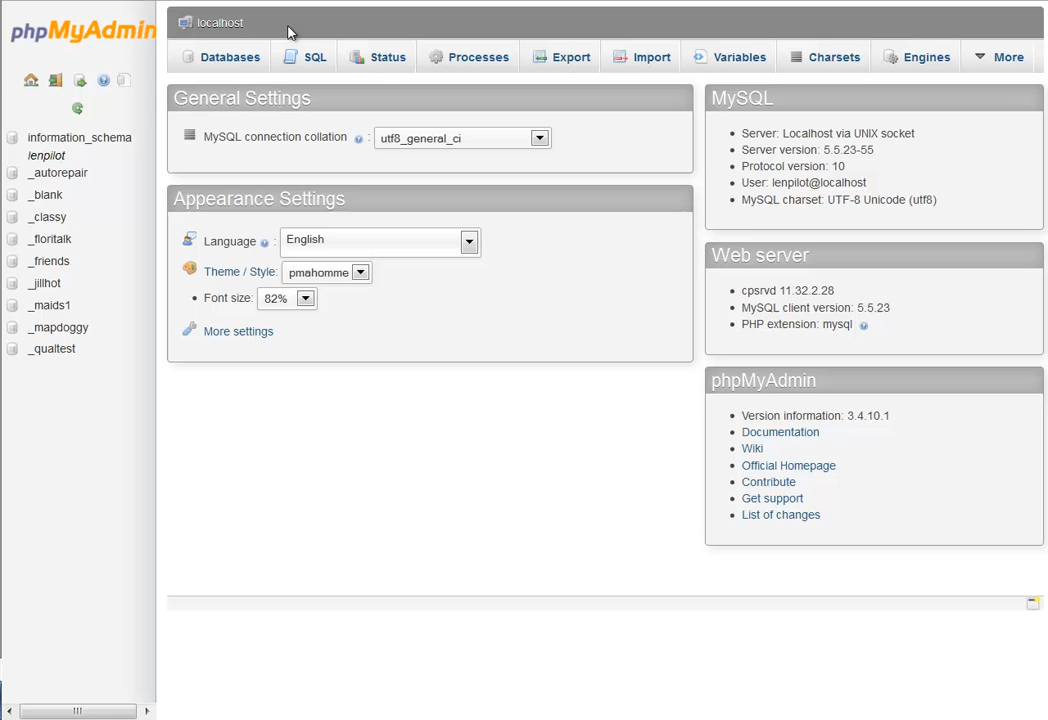 phpMyAdmin
information_schema
lenpilot
_autorepair
_blank
_classy
_floritalk
_friends
_jillhot
_maids1
_mapdoggy
_qualtest
localhost
Databases SQL Status Processes Export Import Variables Charsets Engines More
General Settings
MySQL connection collation : utf8_general_ci
Appearance Settings
Language : English
Theme / Style: pmahomme
Font size: 82%
More settings
MySQL
Server: Localhost via UNIX socket
Server version: 5.5.23-55
Protocol version: 10
User: lenpilot@localhost
MySQL charset: UTF-8 Unicode (utf8)
Web server
cpsrvd 11.32.2.28
MySQL client version: 5.5.23
PHP extension: mysql
phpMyAdmin
Version information: 3.4.10.1
Documentation
Wiki
Official Homepage
Contribute
Get support
List of changes